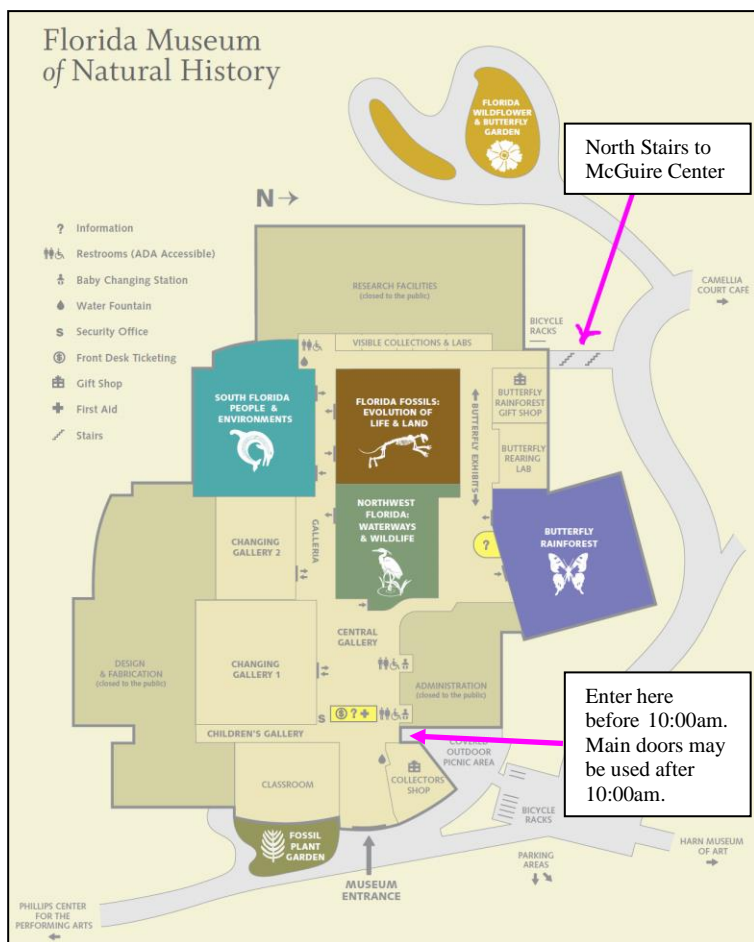 Florida Museum
of Natural History
FLORIDA
WILDFLOWER
& BUTTERFLY
GARDEN
North Stairs to
McGuire Center
N
? Information
Restrooms (ADA Accessible)
Baby Changing Station
Water Fountain
S Security Office
Front Desk Ticketing
Gift Shop
First Aid
Stairs
RESEARCH FACILITIES
(closed to the public)
CAMELLIA
COURT CAFÉ
BICYCLE
RACKS
VISIBLE COLLECTIONS & LABS
SOUTH FLORIDA
PEOPLE &
ENVIRONMENTS
FLORIDA FOSSILS:
EVOLUTION OF
LIFE & LAND
BUTTERFLY EXHIBITS
BUTTERFLY
RAINFOREST
GIFT SHOP
BUTTERFLY
REARING
LAB
NORTHWEST
FLORIDA:
WATERWAYS
& WILDLIFE
CHANGING
GALLERY 2
GALLERIA
?
BUTTERFLY
RAINFOREST
CENTRAL
GALLERY
DESIGN
& FABRICATION
(closed to the public)
CHANGING
GALLERY 1
ADMINISTRATION
(closed to the public)
Enter here
before 10:00am.
Main doors may
be used after
10:00am.
S
$ ? +
CHILDREN'S GALLERY
COVERED
OUTDOOR
PICNIC AREA
CLASSROOM
COLLECTORS
SHOP
BICYCLE
RACKS
FOSSIL
PLANT
GARDEN
HARN MUSEUM
OF ART
PARKING
AREAS
MUSEUM
ENTRANCE
PHILLIPS CENTER
FOR THE
PERFORMING ARTS